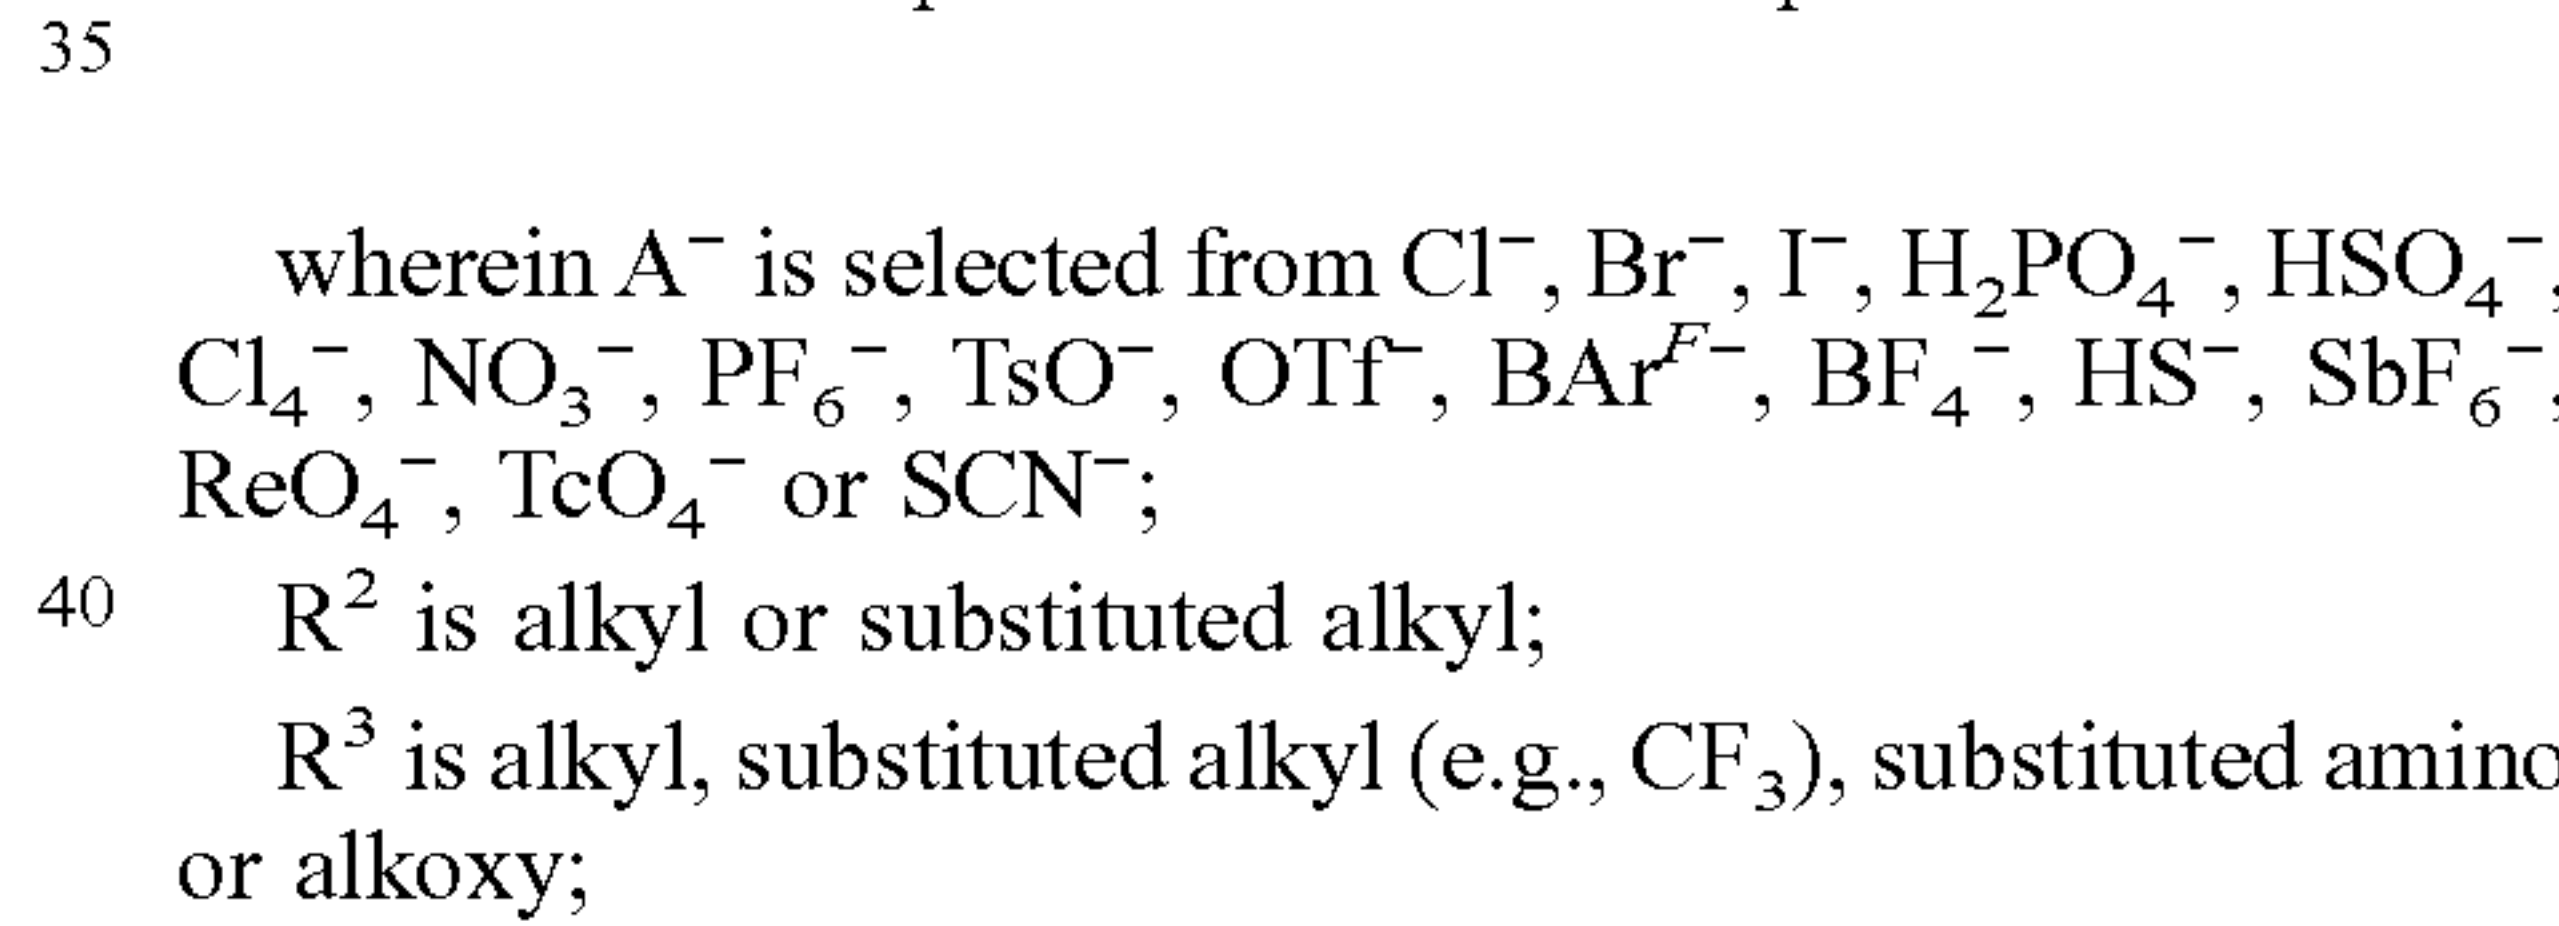 35
wherein A⁻ is selected from Cl⁻, Br⁻, I⁻, H₂PO₄⁻, HSO₄⁻,
Cl₄⁻, NO₃⁻, PF₆⁻, TsO⁻, OTf⁻, BArF⁻, BF₄⁻, HS⁻, SbF₆⁻,
ReO₄⁻, TcO₄⁻ or SCN⁻;
40 R² is alkyl or substituted alkyl;
R³ is alkyl, substituted alkyl (e.g., CF₃), substituted amino
or alkoxy;